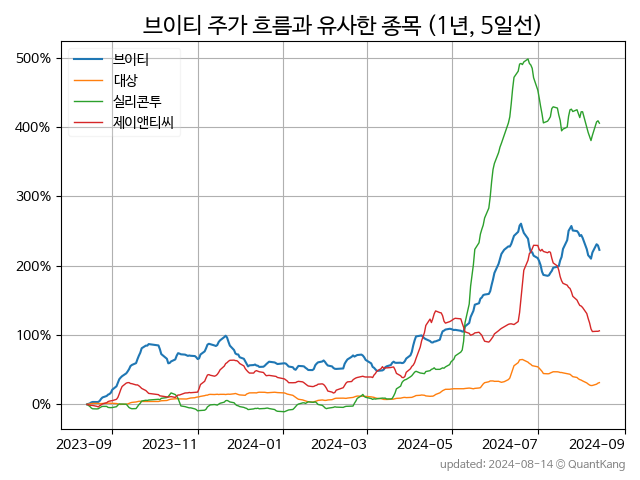 브이티 주가 흐름과 유사한 종목 (1년, 5일선)
브이티
대상
실리콘투
제이앤티씨
500%
400%
300%
200%
100%
0%
2023-09 2023-11 2024-01 2024-03 2024-05 2024-07 2024-09
updated: 2024-08-14 © QuantKang